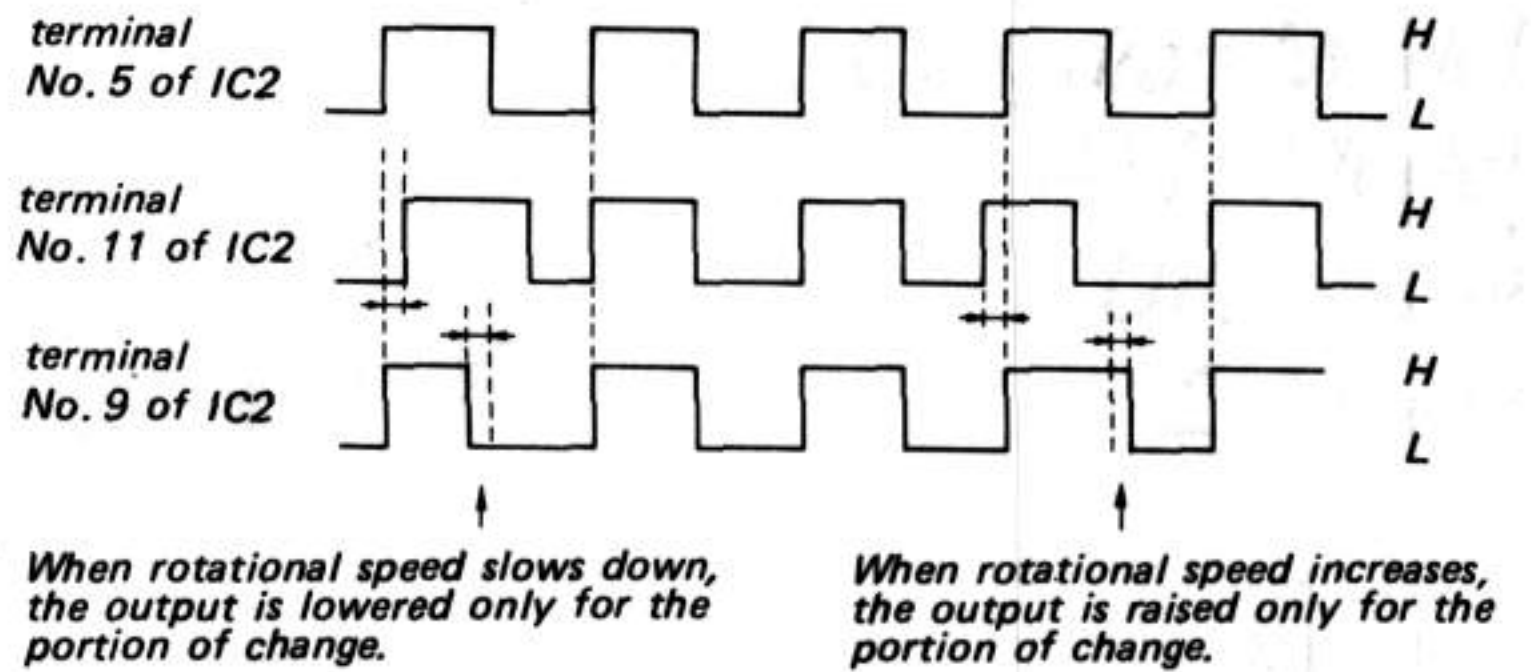 terminal
No. 5 of IC2
H
L
terminal
No. 11 of IC2
H
L
terminal
No. 9 of IC2
H
L
When rotational speed slows down,
the output is lowered only for the
portion of change.
When rotational speed increases,
the output is raised only for the
portion of change.